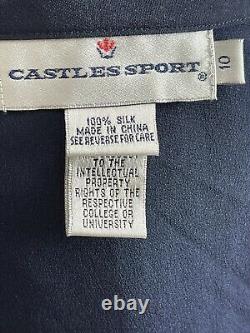 CASTLES SPORT ®
10
100% SILK
MADE IN CHINA
SEE REVERSE FOR CARE
TO THE
INTELLECTUAL
PROPERTY
RIGHTS OF THE
RESPECTIVE
COLLEGE OR
UNIVERSITY